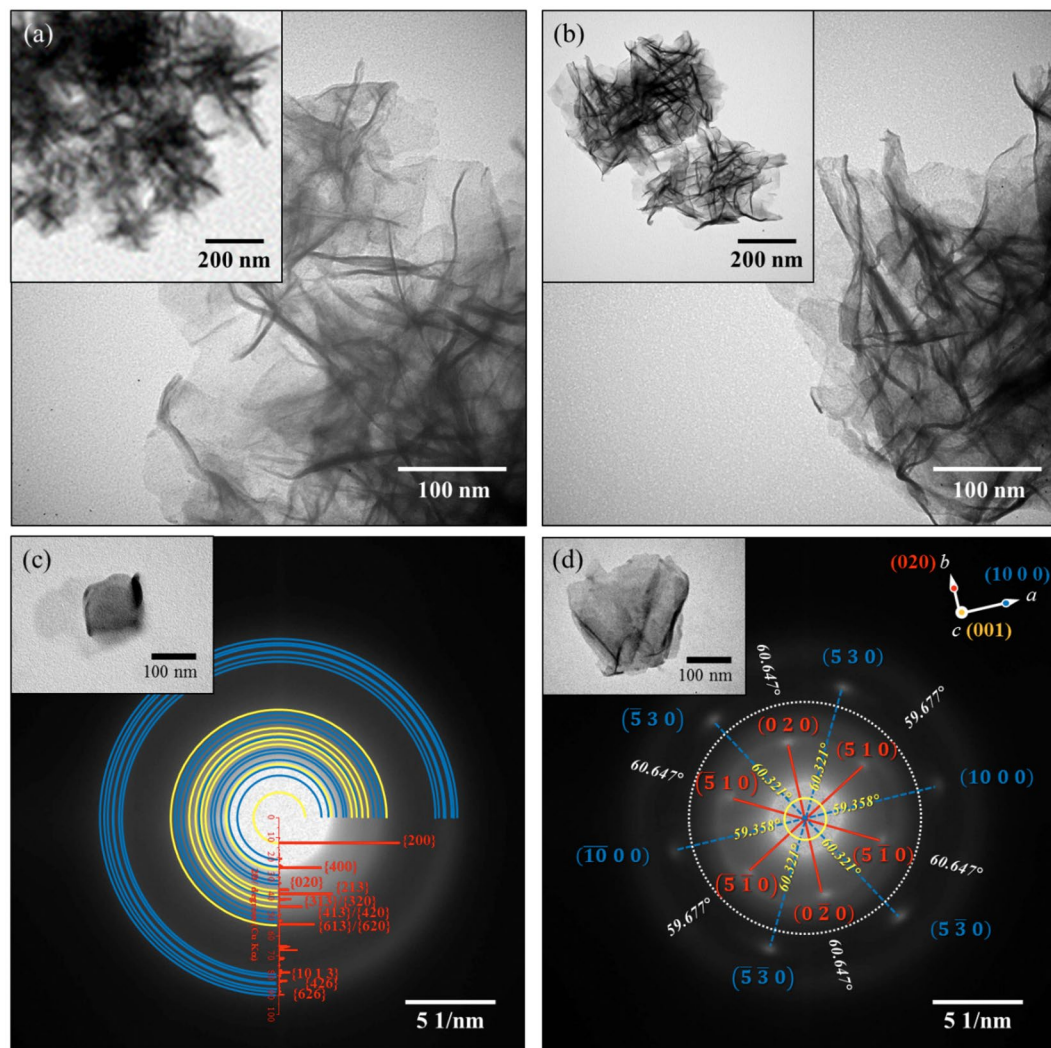 (a)
200 nm
100 nm
(b)
200 nm
100 nm
(c)
100 nm
0
10
20
{200}
{400}
{020}
{313}
{413}/{420}
{613}/{620}
70
{10 1 3}
{426}
{626}
100
5 1/nm
(d)
100 nm
(020)
b
(10 0 0)
a
c
(001)
60.647°
(5 3 0)
59.677°
(5̅ 3 0)
(0 2 0)
(5 1 0)
60.321°
60.321°
60.647°
(5̅ 1 0)
(10 0 0)
59.358°
59.358°
(1̅0̅ 0 0)
(5̅ 1 0)
60.321°
60.321°
60.647°
(5̅ 1 0)
(0 2 0)
59.677°
(5 3̅ 0)
(5̅ 3̅ 0)
60.647°
5 1/nm